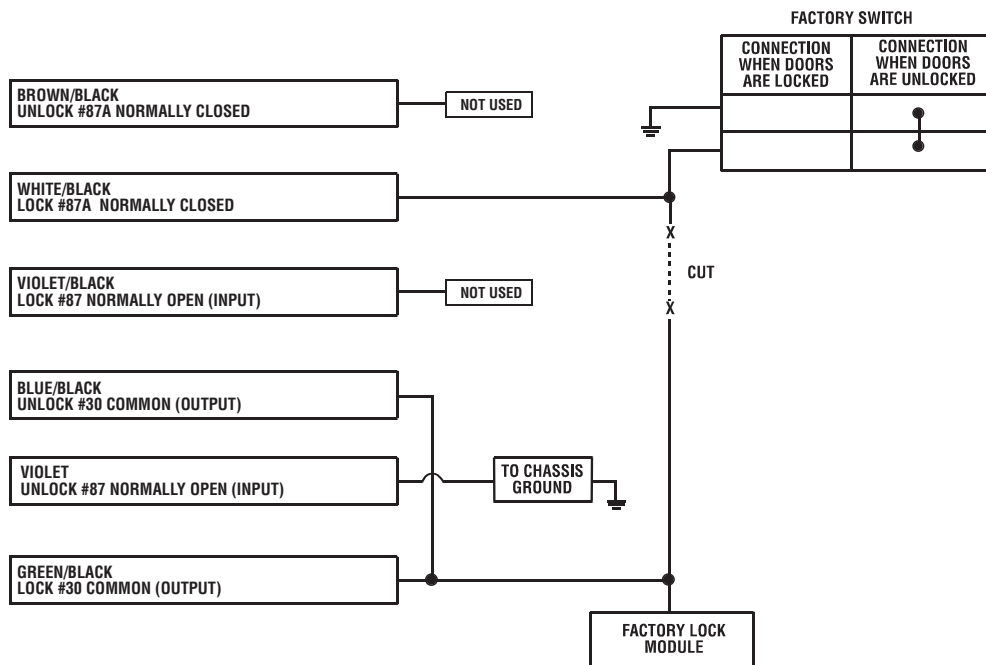 FACTORY SWITCH
CONNECTION
WHEN DOORS
ARE LOCKED
CONNECTION
WHEN DOORS
ARE UNLOCKED
BROWN/BLACK
UNLOCK #87A NORMALLY CLOSED
NOT USED
WHITE/BLACK
LOCK #87A NORMALLY CLOSED
X
CUT
X
VIOLET/BLACK
LOCK #87 NORMALLY OPEN (INPUT)
NOT USED
BLUE/BLACK
UNLOCK #30 COMMON (OUTPUT)
VIOLET
UNLOCK #87 NORMALLY OPEN (INPUT)
TO CHASSIS
GROUND
GREEN/BLACK
LOCK #30 COMMON (OUTPUT)
FACTORY LOCK
MODULE